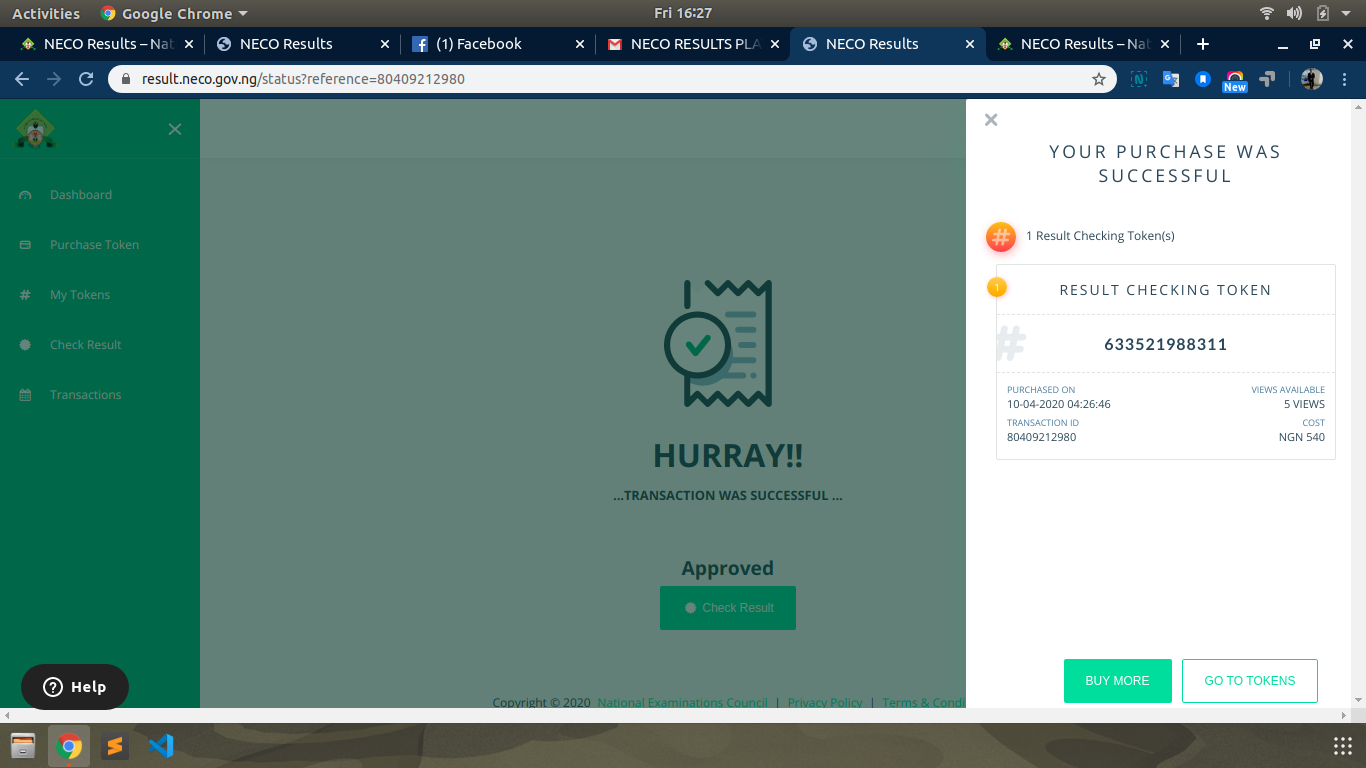 Activities
Google Chrome
Fri 16:27
NECO Results – Nat
NECO Results
(1) Facebook
NECO RESULTS PLA
NECO Results
NECO Results – Nat
result.neco.gov.ng/status?reference=80409212980
New
Dashboard
Purchase Token
My Tokens
Check Result
Transactions
Help
HURRAY!!
...TRANSACTION WAS SUCCESSFUL ...
Approved
Check Result
Copyright © 2020 National Examinations Council | Privacy Policy | Terms & Condi
YOUR PURCHASE WAS
SUCCESSFUL
# 1 Result Checking Token(s)
1
RESULT CHECKING TOKEN
# 633521988311
PURCHASED ON
10-04-2020 04:26:46
VIEWS AVAILABLE
5 VIEWS
TRANSACTION ID
80409212980
COST
NGN 540
BUY MORE
GO TO TOKENS